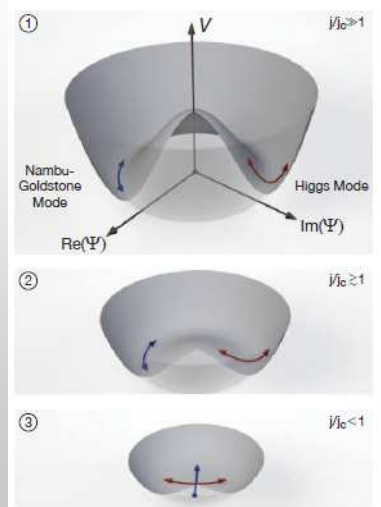 ① j/jc≫1
V
Nambu-
Goldstone
Mode
Higgs Mode
Re(Ψ)
Im(Ψ)
② j/jc≳1
③ j/jc<1